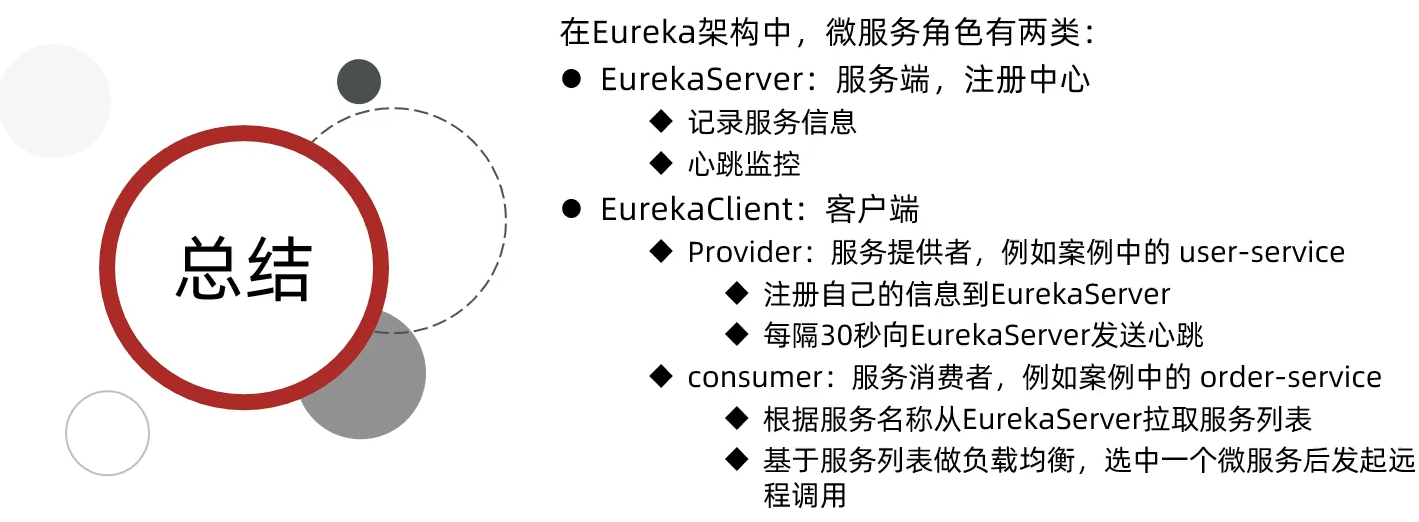 总结
在Eureka架构中，微服务角色有两类：
● EurekaServer：服务端，注册中心
◆ 记录服务信息
◆ 心跳监控
● EurekaClient：客户端
◆ Provider：服务提供者，例如案例中的 user-service
◆ 注册自己的信息到EurekaServer
◆ 每隔30秒向EurekaServer发送心跳
◆ consumer：服务消费者，例如案例中的 order-service
◆ 根据服务名称从EurekaServer拉取服务列表
◆ 基于服务列表做负载均衡，选中一个微服务后发起远
程调用